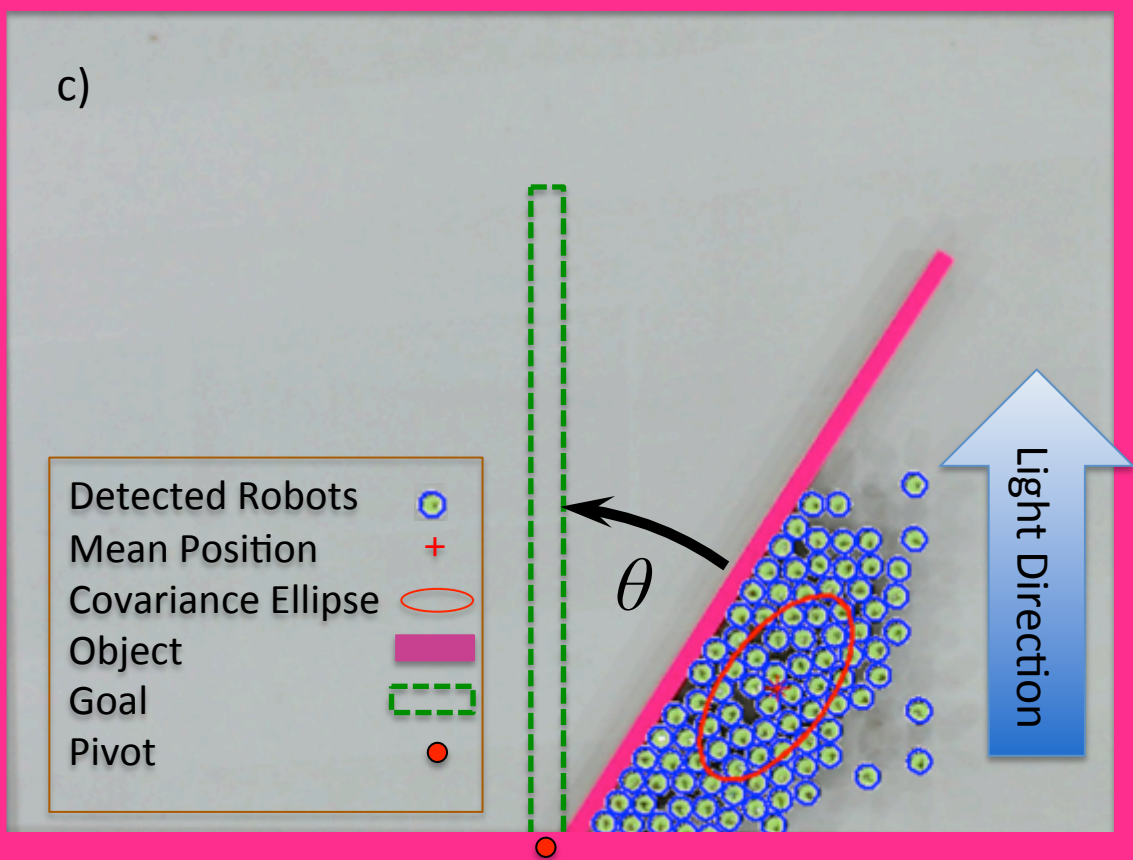 c)
θ
Detected Robots
Mean Position
Covariance Ellipse
Object
Goal
Pivot
Light Direction